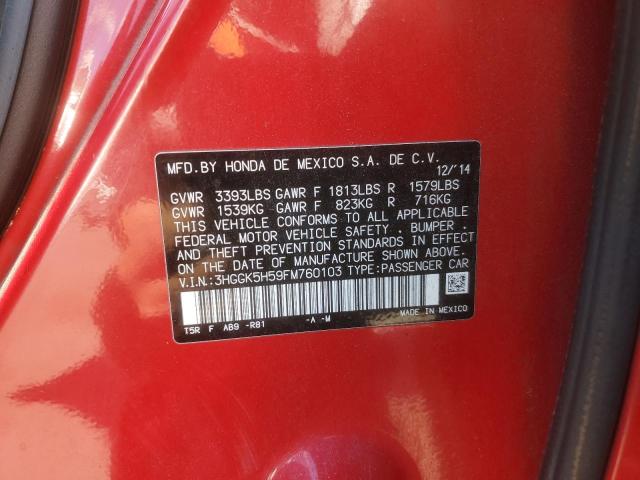 MFD.BY HONDA DE MEXICO S.A. DE C.V.
12/'14
GVWR 3393LBS GAWR F 1813LBS R 1579LBS
GVWR 1539KG GAWR F 823KG R 716KG
THIS VEHICLE CONFORMS TO ALL APPLICABLE
FEDERAL MOTOR VEHICLE SAFETY , BUMPER ,
AND THEFT PREVENTION STANDARDS IN EFFECT
ON THE DATE OF MANUFACTURE SHOWN ABOVE.
V.I.N.:3HGGK5H59FM760103 TYPE:PASSENGER CAR
T5R F AB9 -R81 -A -M MADE IN MEXICO